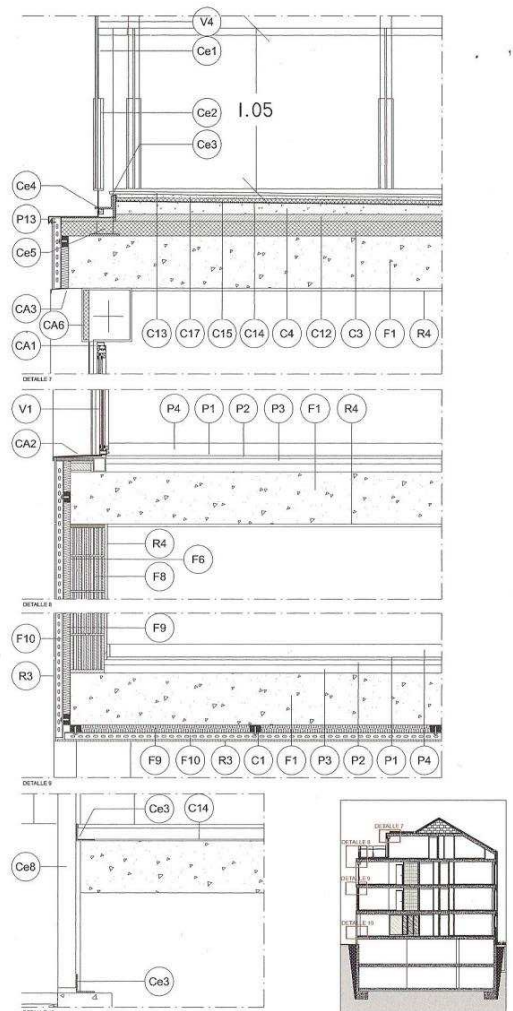 V4
Ce1
Ce2
1.05
Ce3
Ce4
P13
Ce5
CA3
CA6
C13 C17 C15 C14 C4 C12 C3 F1 R4
CA1
DETALLE 7
V1
P4 P1 P2 P3 F1 R4
CA2
R4
F6
F8
DETALLE 8
F9
F10
R3
F9 F10 R3 C1 F1 P3 P2 P1 P4
DETALLE 9
Ce3 C14
Ce8
Ce3
DETALLE 7
DETALLE 8
DETALLE 9
DETALLE 10